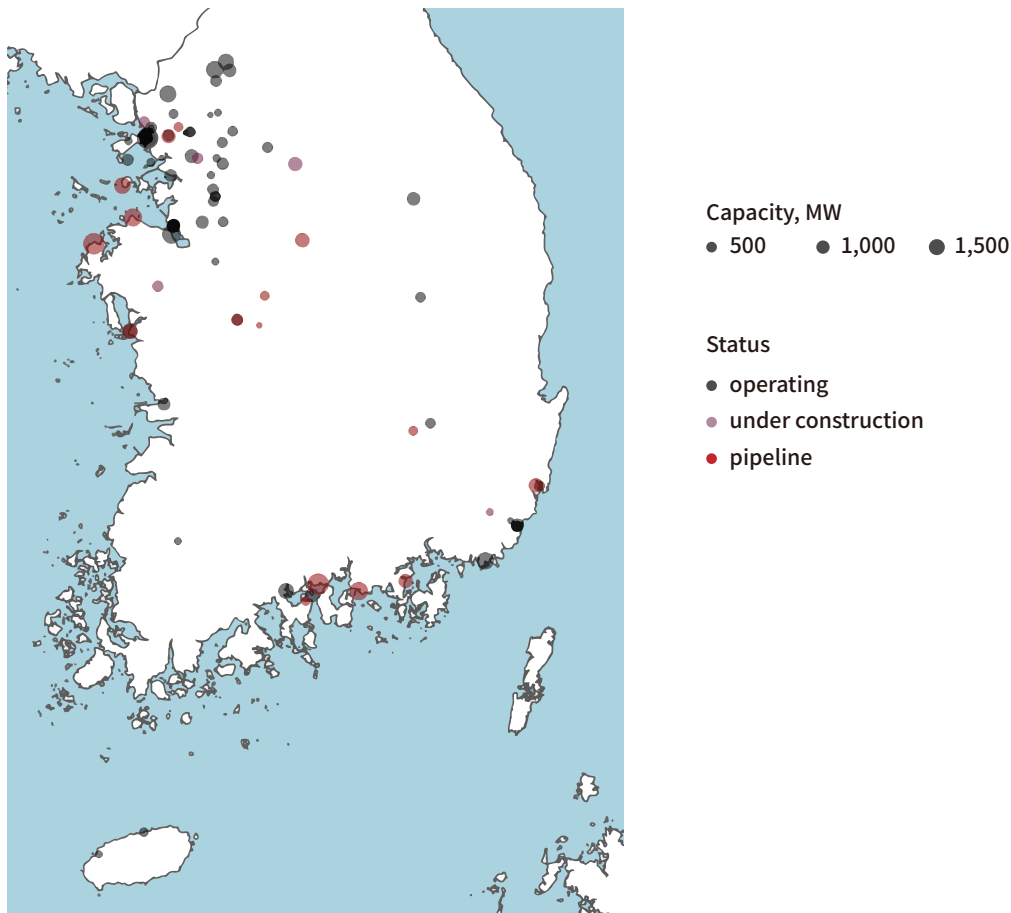 Capacity, MW
500 1,000 1,500
Status
operating
under construction
pipeline